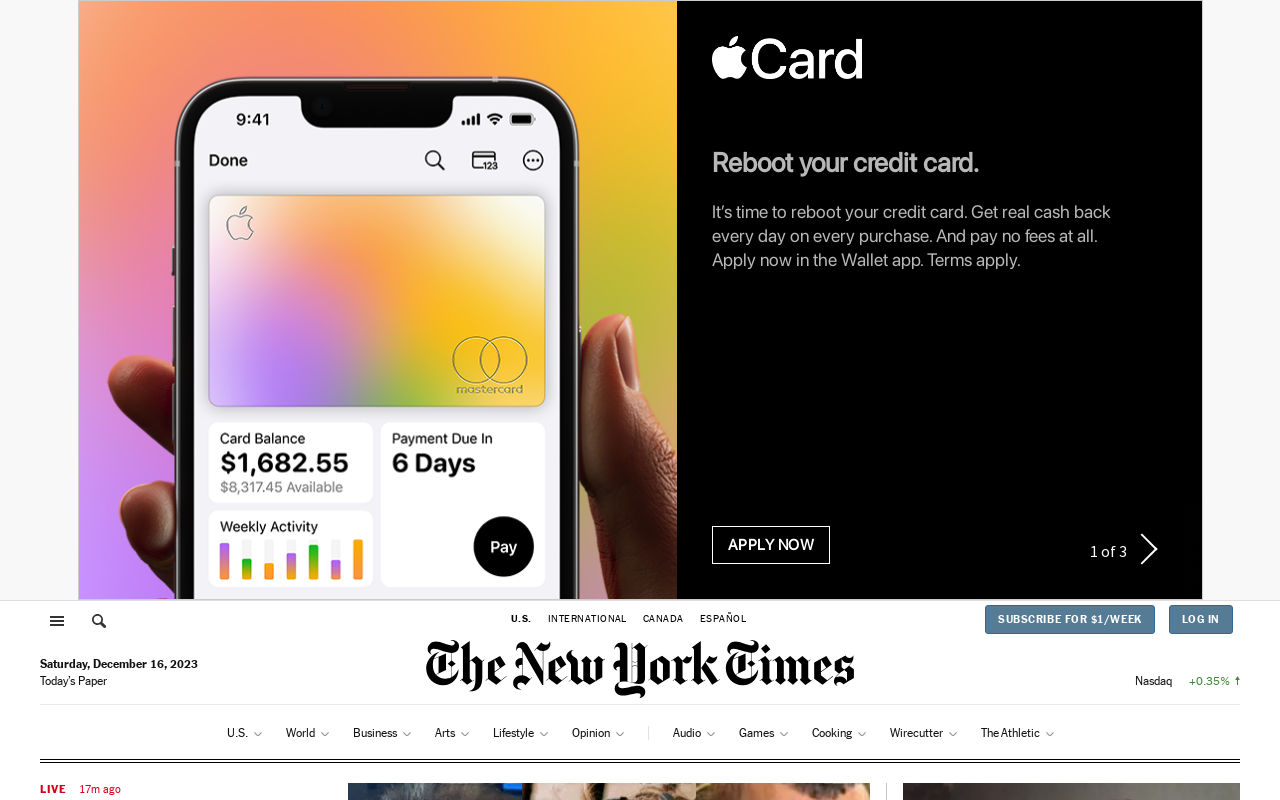 Card
Reboot your credit card.
It's time to reboot your credit card. Get real cash back
every day on every purchase. And pay no fees at all.
Apply now in the Wallet app. Terms apply.
APPLY NOW
1 of 3
9:41
Done
123
mastercard
Card Balance
$1,682.55
$8,317.45 Available
Payment Due In
6 Days
Weekly Activity
Pay
U.S.
INTERNATIONAL
CANADA
ESPAÑOL
SUBSCRIBE FOR $1/WEEK
LOG IN
Saturday, December 16, 2023
Today's Paper
The New York Times
Nasdaq +0.35%
U.S.
World
Business
Arts
Lifestyle
Opinion
Audio
Games
Cooking
Wirecutter
The Athletic
LIVE 17m ago